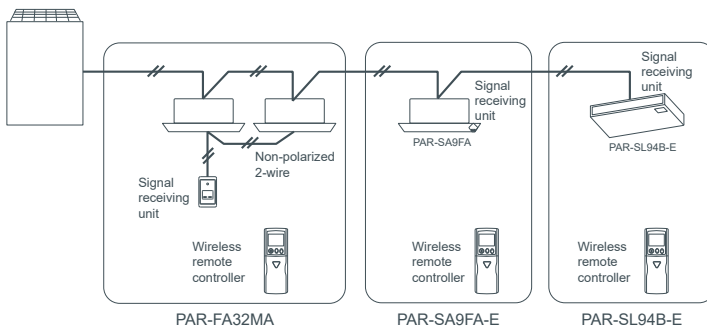 Signal
receiving
unit
Signal
receiving
unit
PAR-SA9FA
PAR-SL94B-E
Non-polarized
2-wire
Signal
receiving
unit
Wireless
remote
controller
Wireless
remote
controller
Wireless
remote
controller
PAR-FA32MA
PAR-SA9FA-E
PAR-SL94B-E